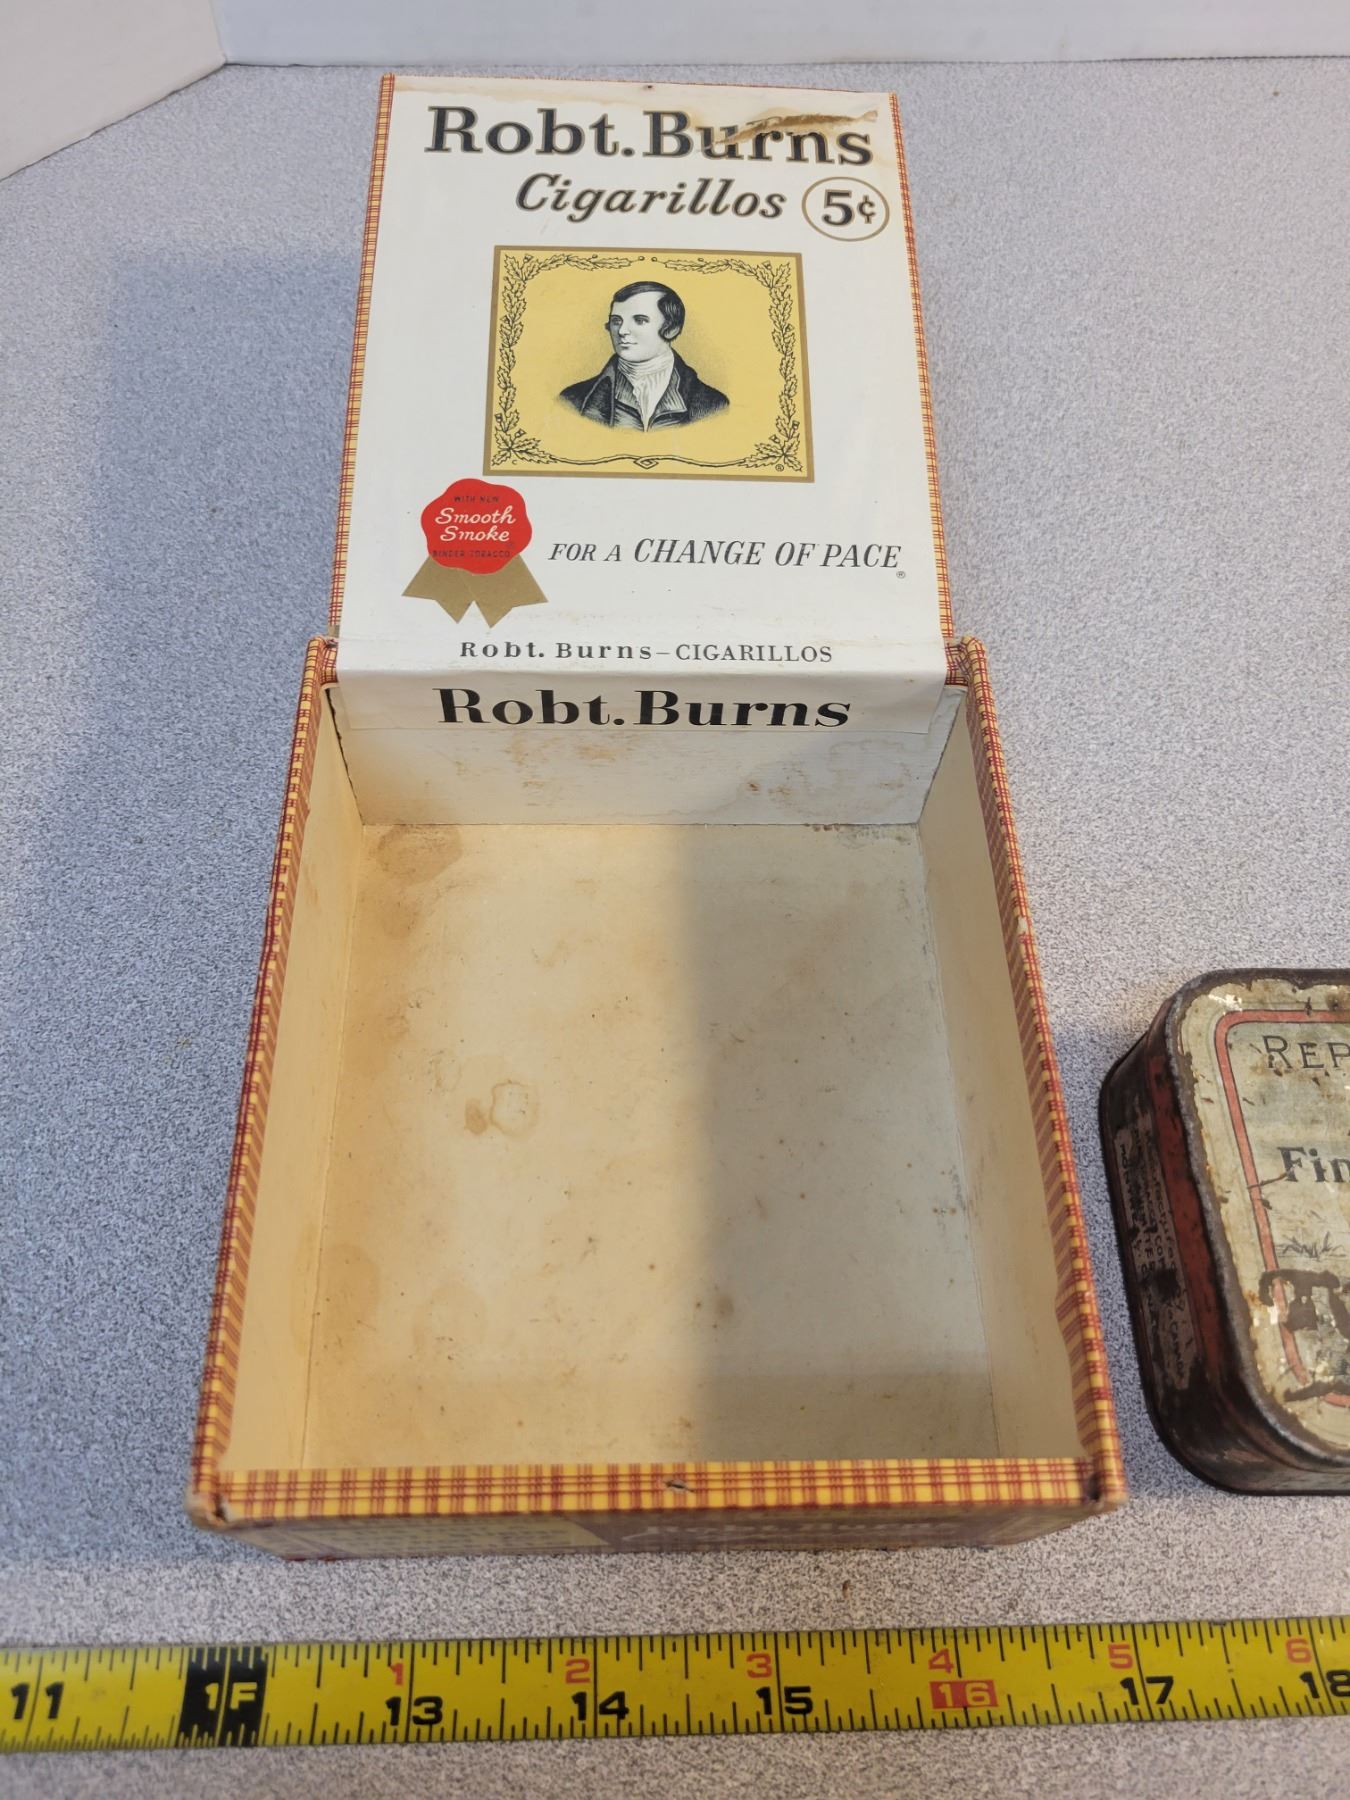 Robt. Burns
Cigarillos 5¢
WITH NEW
Smooth
Smoke
BINDER TOBACCO
FOR A CHANGE OF PACE
®
Robt. Burns – CIGARILLOS
Robt. Burns
REP
Fin
1 2 3 4 5 6
11 1F 13 14 15 16 17 18